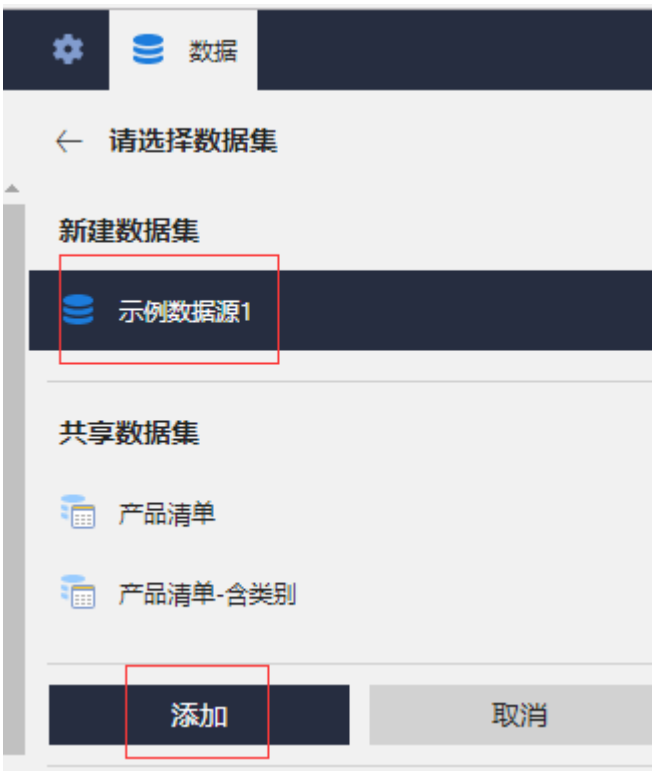 数据
← 请选择数据集
新建数据集
示例数据源1
共享数据集
产品清单
产品清单-含类别
添加 取消